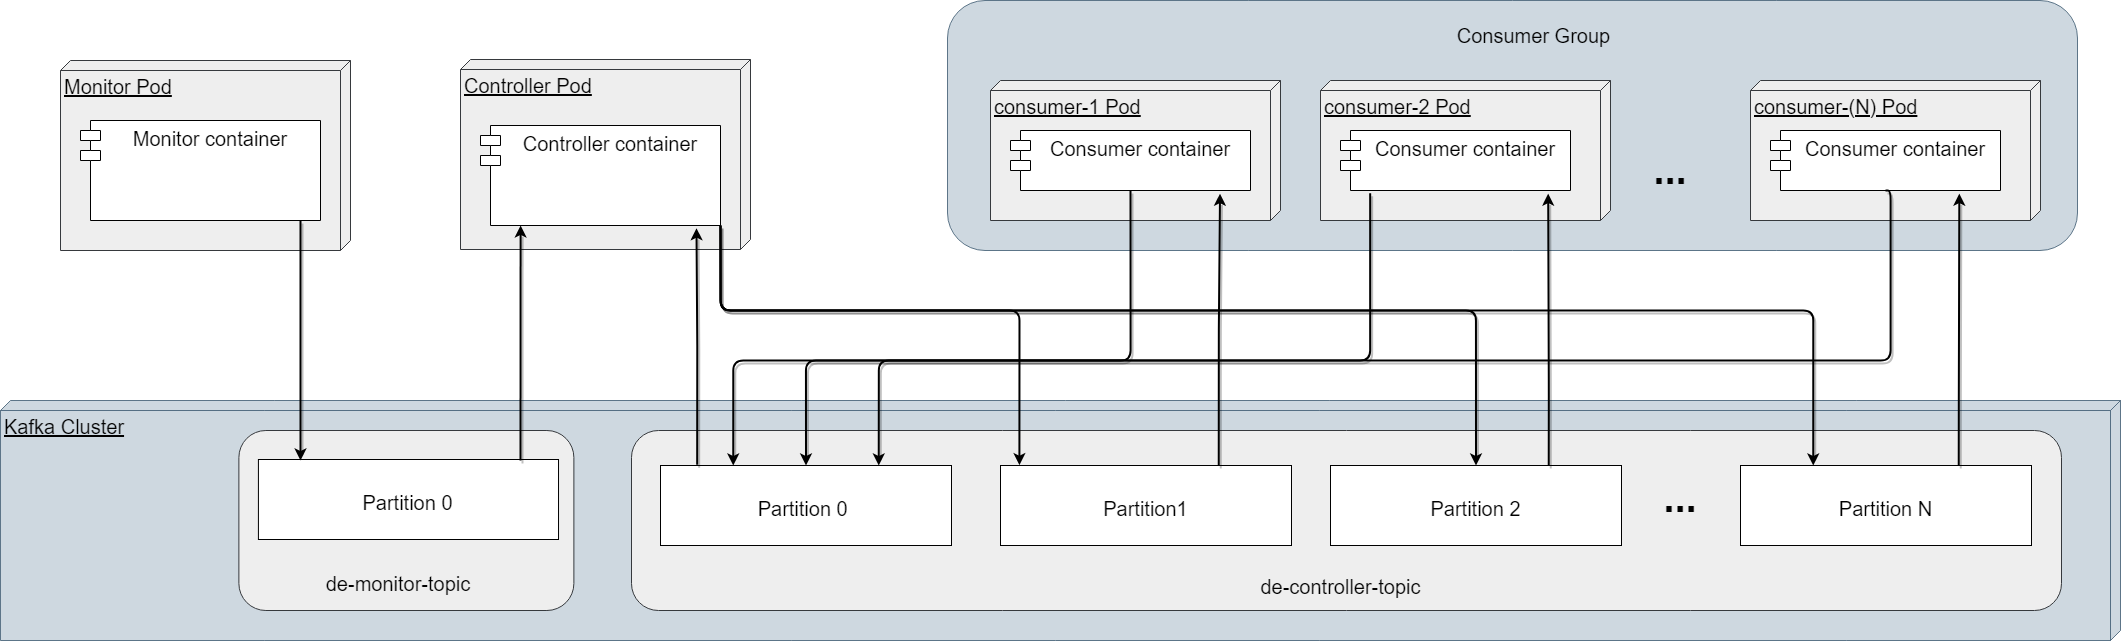 Consumer Group
Monitor Pod
Controller Pod
consumer-1 Pod
consumer-2 Pod
consumer-(N) Pod
Monitor container
Controller container
Consumer container
Consumer container
...
Consumer container
Kafka Cluster
Partition 0
Partition 0
Partition1
Partition 2
...
Partition N
de-monitor-topic
de-controller-topic